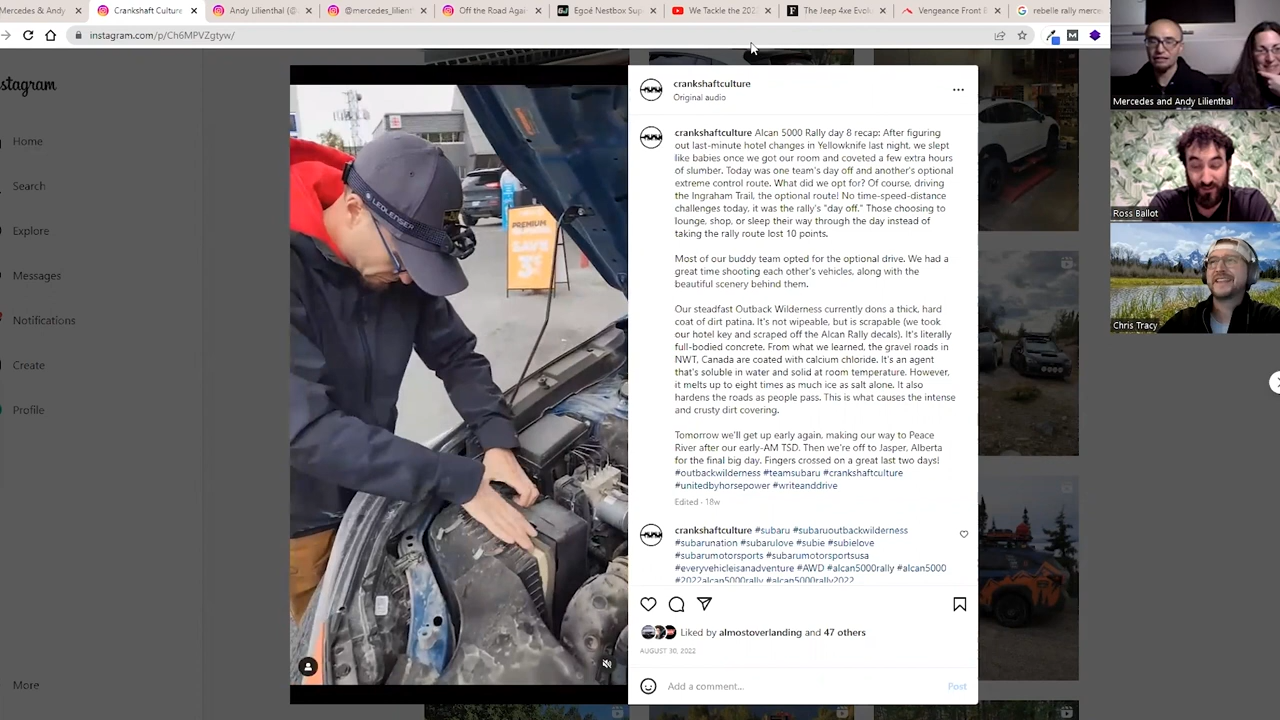 Mercedes & Andy
Crankshaft Culture
Andy Lilienthal (@
@mercedes_lilient
Off the Road Agai
Egoé Nestbox Sup
We Tackle the 202
The Jeep 4xe Evolu
Vengeance Front B
rebelle rally merce
instagram.com/p/Ch6MPVZgtyw/
stagram
Home
Search
Explore
Messages
Notifications
Create
Profile
More
LEDLENSER
PREMIUM
SAVE
3¢
crankshaftculture
Original audio
crankshaftculture Alcan 5000 Rally day 8 recap: After figuring
out last-minute hotel changes in Yellowknife last night, we slept
like babies once we got our room and coveted a few extra hours
of slumber. Today was one team's day off and another's optional
extreme control route. What did we opt for? Of course, driving
the Ingraham Trail, the optional route! No time-speed-distance
challenges today, it was the rally's "day off." Those choosing to
lounge, shop, or sleep their way through the day instead of
taking the rally route lost 10 points.
Most of our buddy team opted for the optional drive. We had a
great time shooting each other's vehicles, along with the
beautiful scenery behind them.
Our steadfast Outback Wilderness currently dons a thick, hard
coat of dirt patina. It's not wipeable, but is scrapable (we took
our hotel key and scraped off the Alcan Rally decals). It's literally
full-bodied concrete. From what we learned, the gravel roads in
NWT, Canada are coated with calcium chloride. It's an agent
that's soluble in water and solid at room temperature. However,
it melts up to eight times as much ice as salt alone. It also
hardens the roads as people pass. This is what causes the intense
and crusty dirt covering.
Tomorrow we'll get up early again, making our way to Peace
River after our early-AM TSD. Then we're off to Jasper, Alberta
for the final big day. Fingers crossed on a great last two days!
#outbackwilderness #teamsubaru #crankshaftculture
#unitedbyhorsepower #writeanddrive
Edited · 18w
crankshaftculture #subaru #subaruoutbackwilderness
#subarunation #subarulove #subie #subielove
#subarumotorsports #subarumotorsportsusa
#everyvehicleisanadventure #AWD #alcan5000rally #alcan5000
#2022alcan5000rally #alcan5000rally2022
Liked by almostoverlanding and 47 others
AUGUST 30, 2022
Add a comment...
Post
Mercedes and Andy Lilienthal
Ross Ballot
Chris Tracy